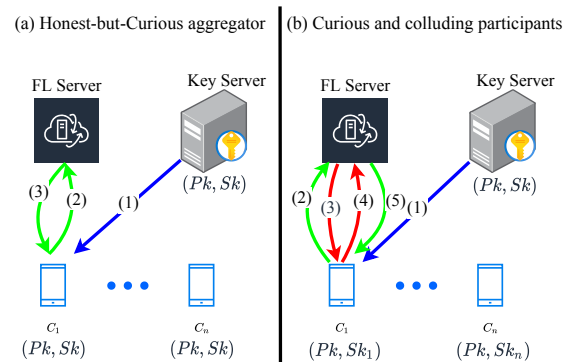 (a) Honest-but-Curious aggregator
FL Server
Key Server
(Pk, Sk)
(3)
(2)
(1)
C₁
Cₙ
(Pk, Sk)
(Pk, Sk)
(b) Curious and colluding participants
FL Server
Key Server
(Pk, Sk)
(2)
(3)
(4)
(5)
(1)
C₁
Cₙ
(Pk, Sk₁)
(Pk, Skₙ)